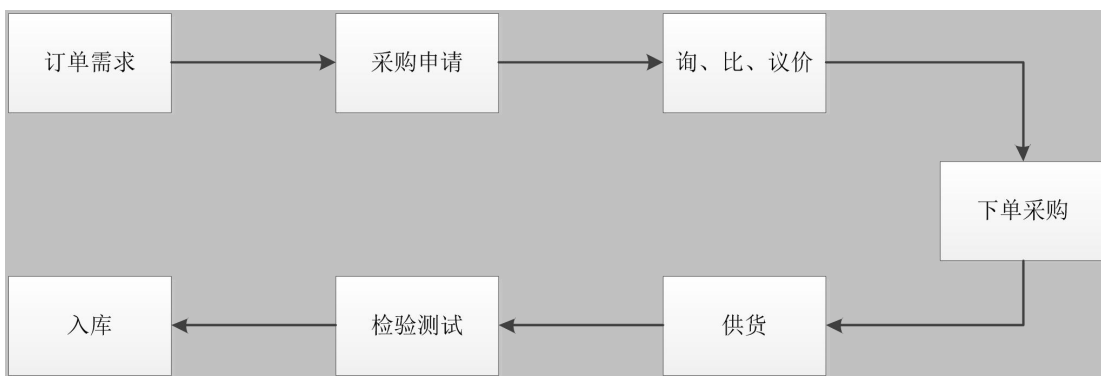 订单需求
采购申请
询、比、议价
下单采购
供货
检验测试
入库